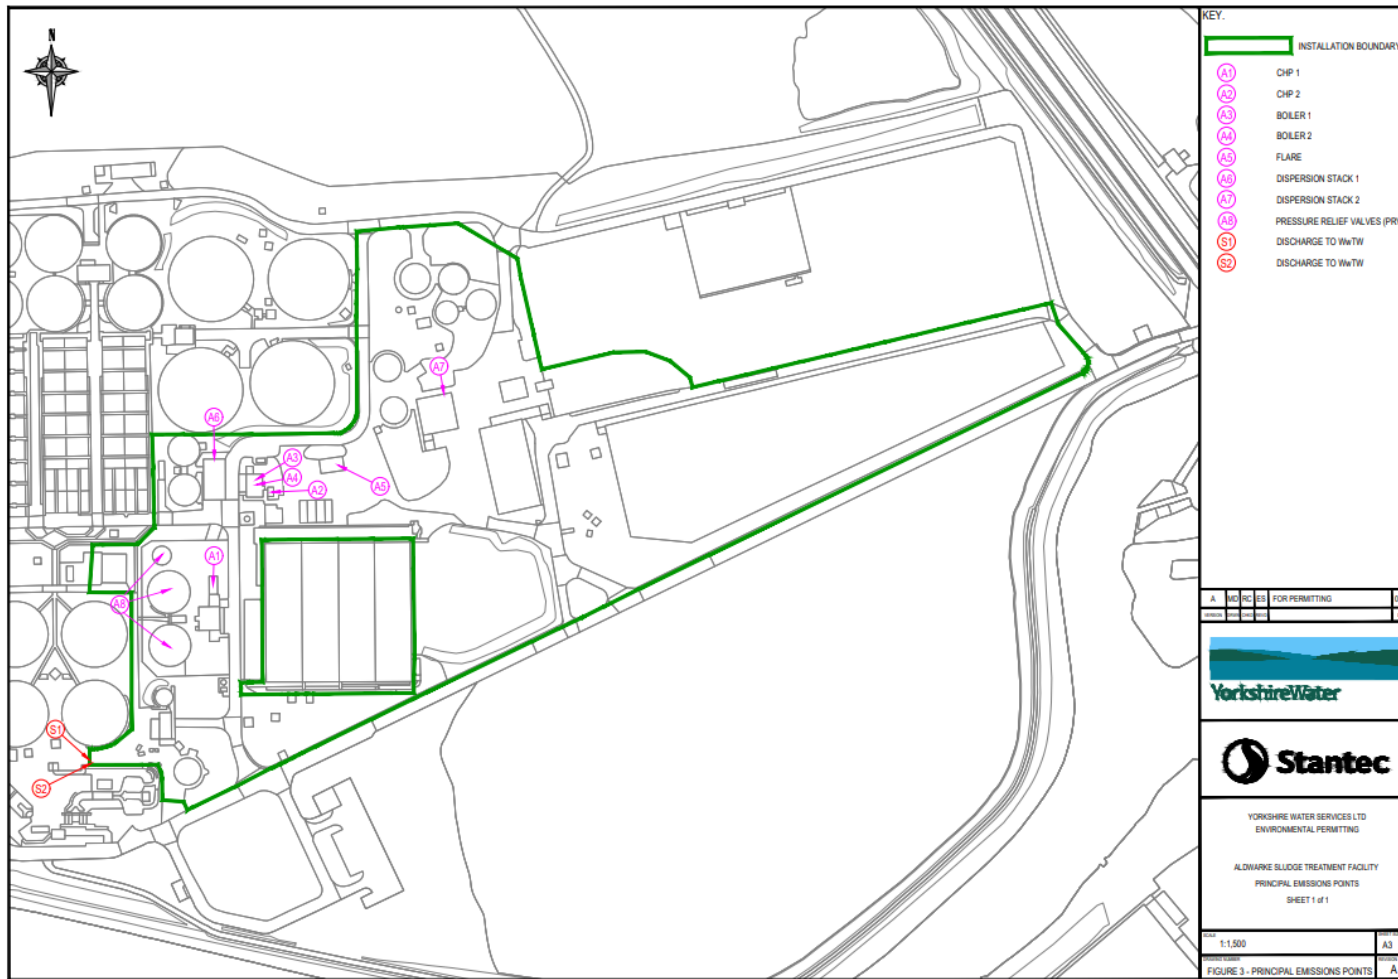 N
KEY.
INSTALLATION BOUNDARY
A1 CHP 1
A2 CHP 2
A3 BOILER 1
A4 BOILER 2
A5 FLARE
A6 DISPERSION STACK 1
A7 DISPERSION STACK 2
A8 PRESSURE RELIEF VALVES (PR
S1 DISCHARGE TO WwTW
S2 DISCHARGE TO WwTW
A7
A6
A3
A4
A2
A5
A1
A8
S1
S2
A MD RC ES FOR PERMITTING
YorkshireWater
Stantec
YORKSHIRE WATER SERVICES LTD
ENVIRONMENTAL PERMITTING
ALDWARKE SLUDGE TREATMENT FACILITY
PRINCIPAL EMISSIONS POINTS
SHEET 1 of 1
SCALE
1:1,500
A3
FIGURE 3 - PRINCIPAL EMISSIONS POINTS
A